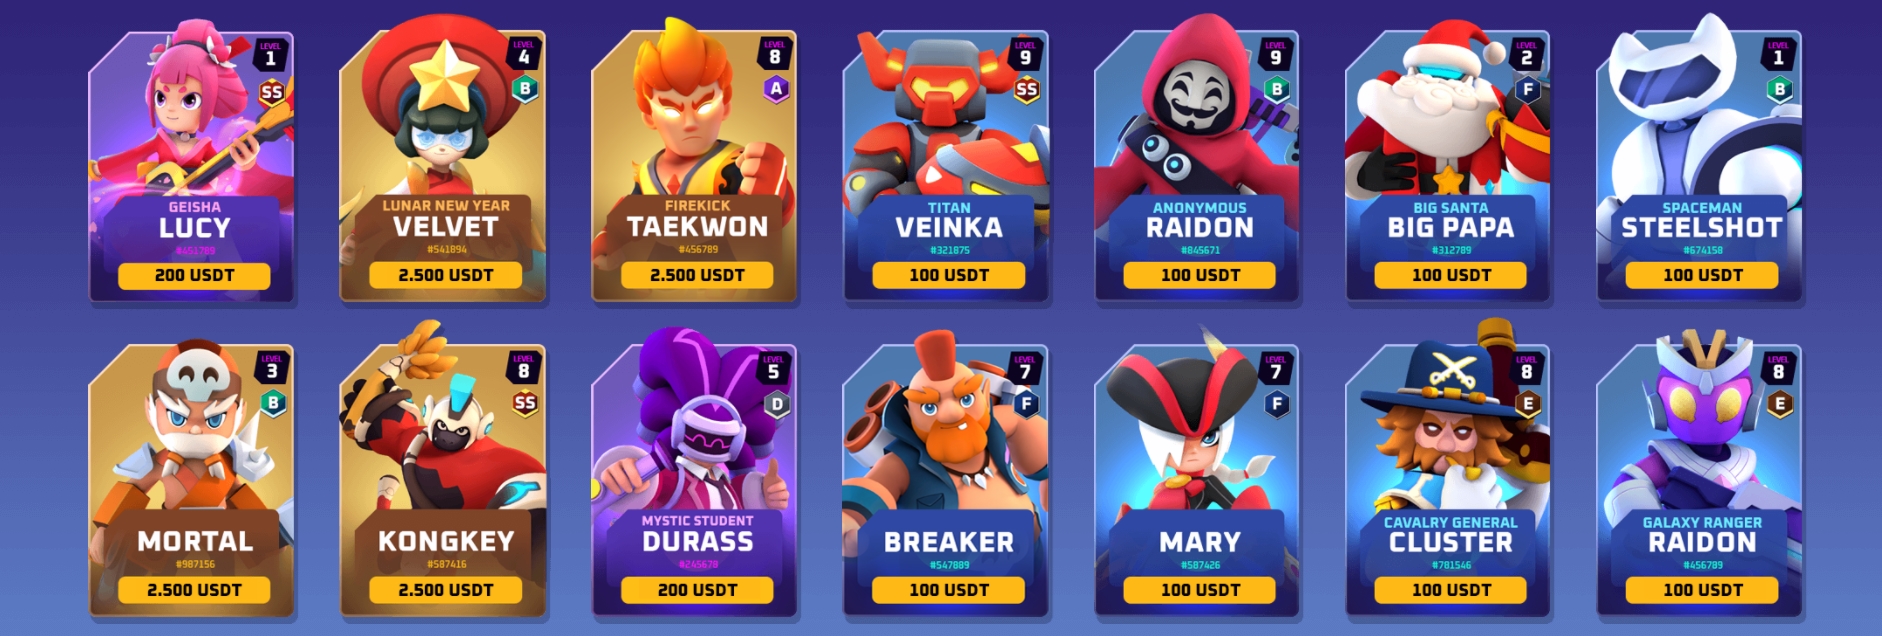 LEVEL
1
SS
GEISHA
LUCY
#451789
200 USDT
LEVEL
4
B
LUNAR NEW YEAR
VELVET
#541894
2.500 USDT
LEVEL
8
A
FIREKICK
TAEKWON
#456789
2.500 USDT
LEVEL
9
SS
TITAN
VEINKA
#321875
100 USDT
LEVEL
9
B
ANONYMOUS
RAIDON
#845671
100 USDT
LEVEL
2
F
BIG SANTA
BIG PAPA
#312789
100 USDT
LEVEL
1
B
SPACEMAN
STEELSHOT
#674158
100 USDT
LEVEL
3
B
MORTAL
#987156
2.500 USDT
LEVEL
8
SS
KONGKEY
#587416
2.500 USDT
LEVEL
5
D
MYSTIC STUDENT
DURASS
#245678
200 USDT
LEVEL
7
F
BREAKER
#547889
100 USDT
LEVEL
7
F
MARY
#587426
100 USDT
LEVEL
8
E
CAVALRY GENERAL
CLUSTER
#781546
100 USDT
LEVEL
8
E
GALAXY RANGER
RAIDON
#456789
100 USDT